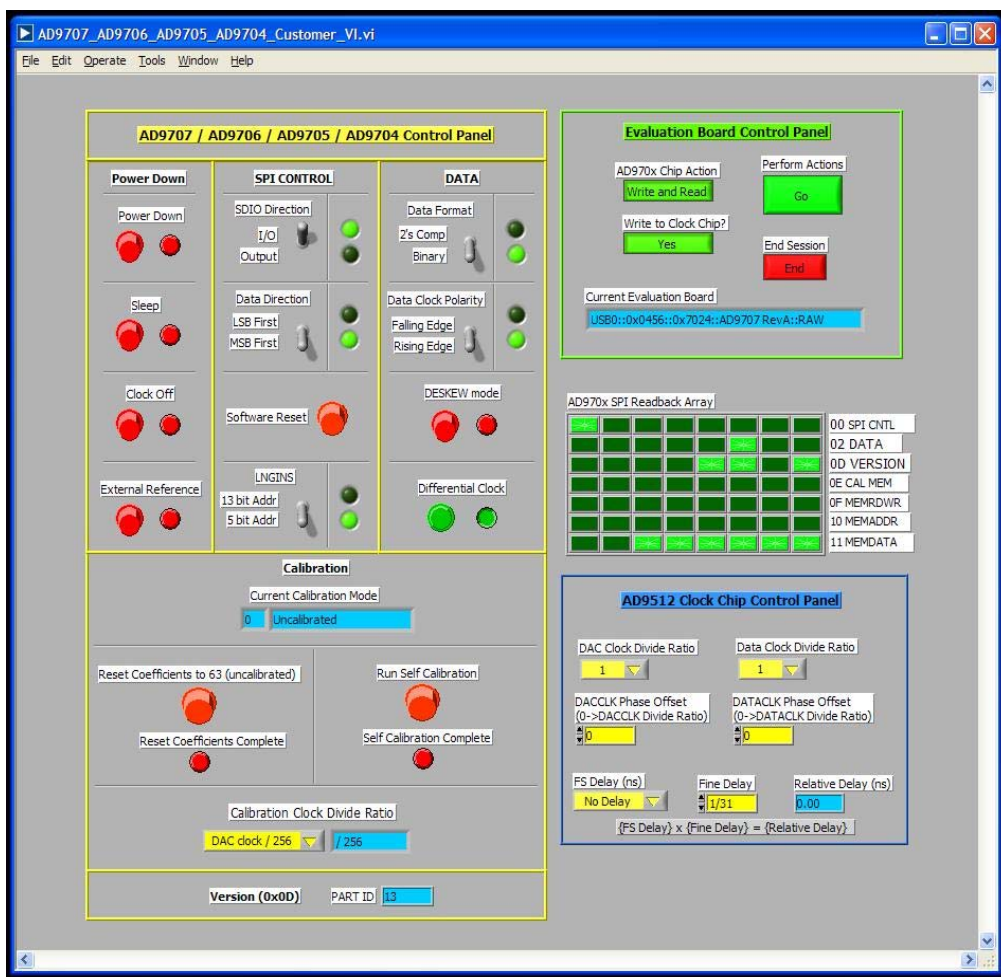 AD9707_AD9706_AD9705_AD9704_Customer_VI.vi
File Edit Operate Tools Window Help
AD9707 / AD9706 / AD9705 / AD9704 Control Panel
Power Down
Power Down
Sleep
Clock Off
External Reference
SPI CONTROL
SDIO Direction
I/O
Output
Data Direction
LSB First
MSB First
Software Reset
LNGINS
13 bit Addr
5 bit Addr
DATA
Data Format
2's Comp
Binary
Data Clock Polarity
Falling Edge
Rising Edge
DESKEW mode
Differential Clock
Calibration
Current Calibration Mode
0 Uncalibrated
Reset Coefficients to 63 (uncalibrated)
Reset Coefficients Complete
Run Self Calibration
Self Calibration Complete
Calibration Clock Divide Ratio
DAC clock / 256 / 256
Version (0x0D) PART ID 13
Evaluation Board Control Panel
AD970x Chip Action
Write and Read
Perform Actions
Go
Write to Clock Chip?
Yes
End Session
End
Current Evaluation Board
USB0::0x0456::0x7024::AD9707 RevA::RAW
AD970x SPI Readback Array
00 SPI CNTL
02 DATA
0D VERSION
0E CAL MEM
0F MEMRDWR
10 MEMADDR
11 MEMDATA
AD9512 Clock Chip Control Panel
DAC Clock Divide Ratio
1
Data Clock Divide Ratio
1
DACCLK Phase Offset
(0->DACCLK Divide Ratio)
0
DATACLK Phase Offset
(0->DATACLK Divide Ratio)
0
FS Delay (ns)
No Delay
Fine Delay
1/31
Relative Delay (ns)
0.00
{FS Delay} x {Fine Delay} = {Relative Delay}